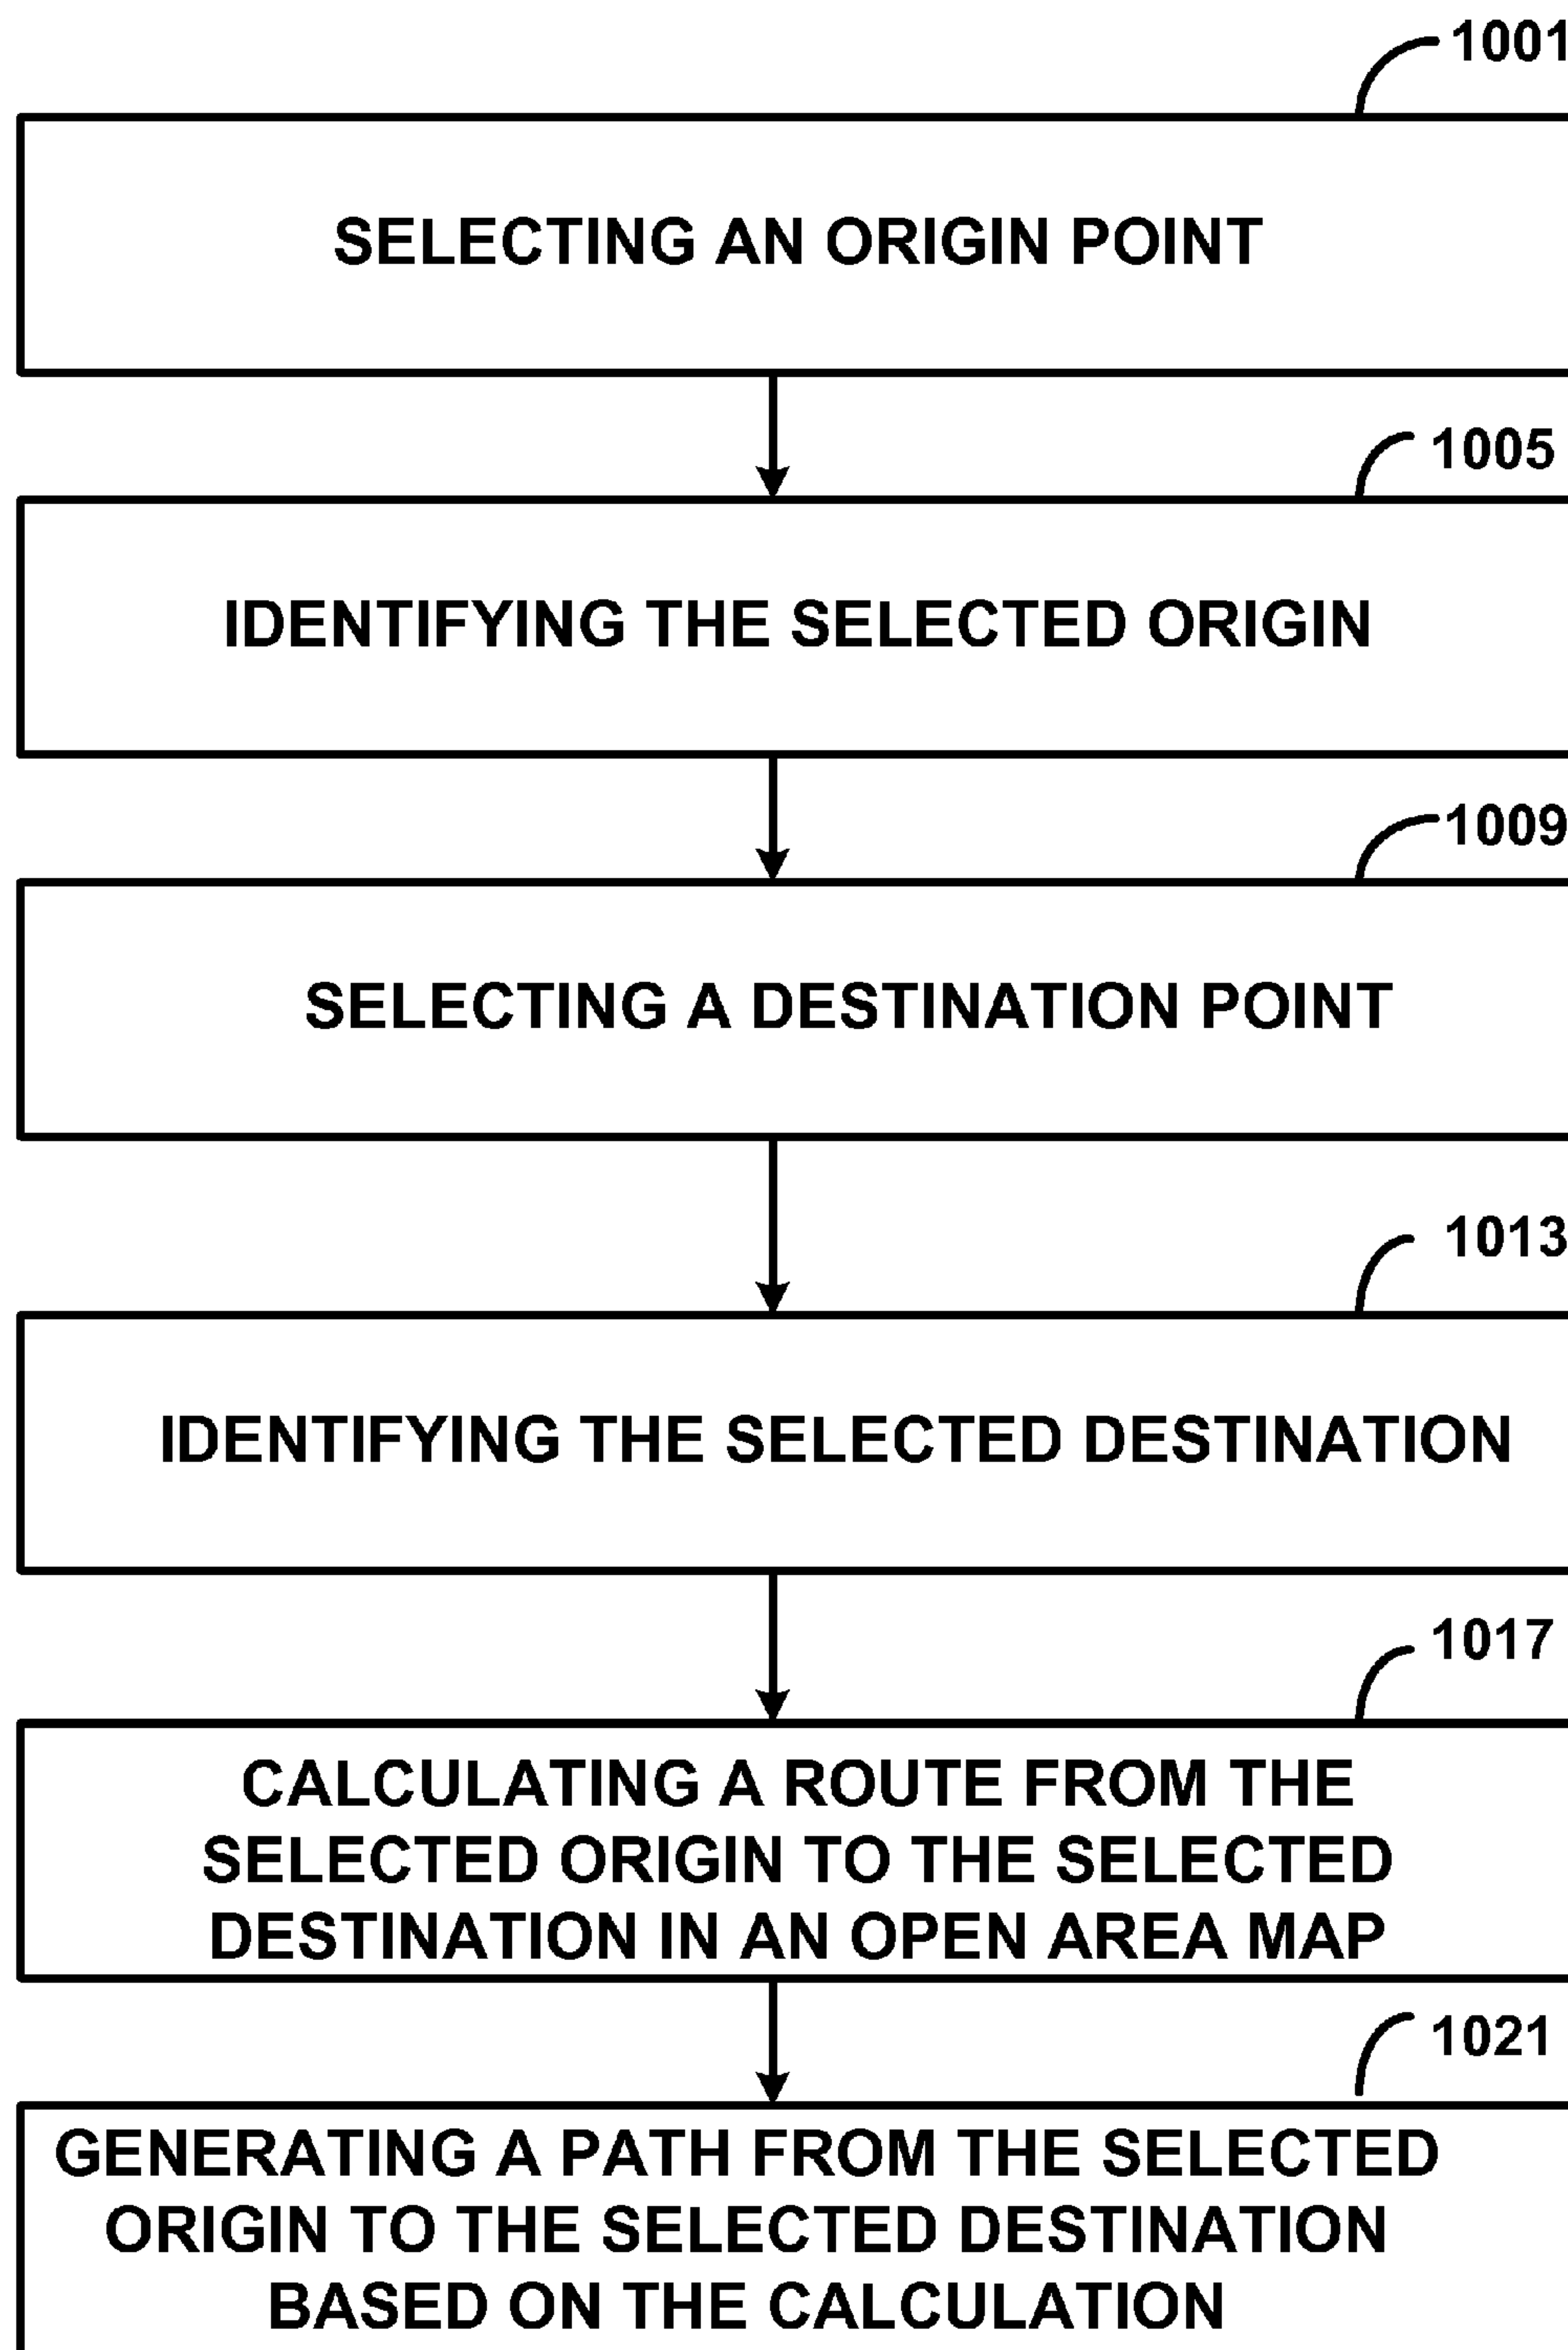 1001
SELECTING AN ORIGIN POINT
1005
IDENTIFYING THE SELECTED ORIGIN
1009
SELECTING A DESTINATION POINT
1013
IDENTIFYING THE SELECTED DESTINATION
1017
CALCULATING A ROUTE FROM THE
SELECTED ORIGIN TO THE SELECTED
DESTINATION IN AN OPEN AREA MAP
1021
GENERATING A PATH FROM THE SELECTED
ORIGIN TO THE SELECTED DESTINATION
BASED ON THE CALCULATION